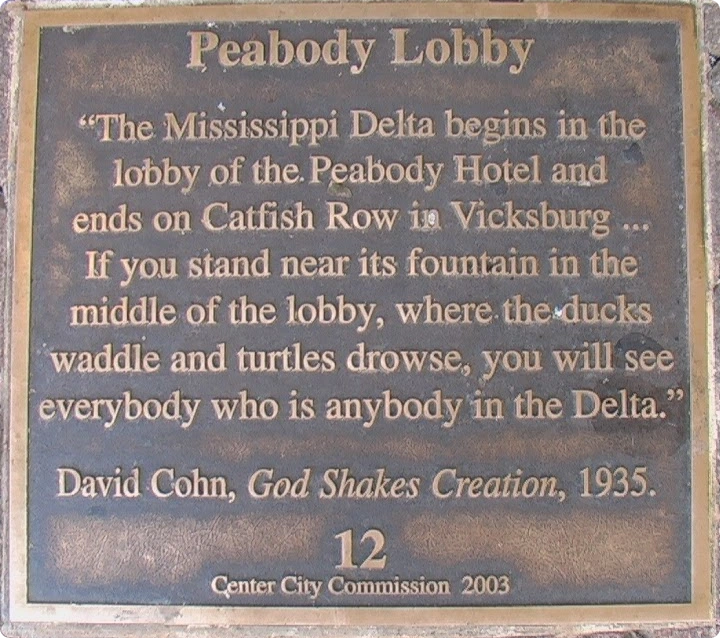 Peabody Lobby
“The Mississippi Delta begins in the
lobby of the Peabody Hotel and
ends on Catfish Row in Vicksburg ...
If you stand near its fountain in the
middle of the lobby, where the ducks
waddle and turtles drowse, you will see
everybody who is anybody in the Delta.”
David Cohn, God Shakes Creation, 1935.
12
Center City Commission 2003